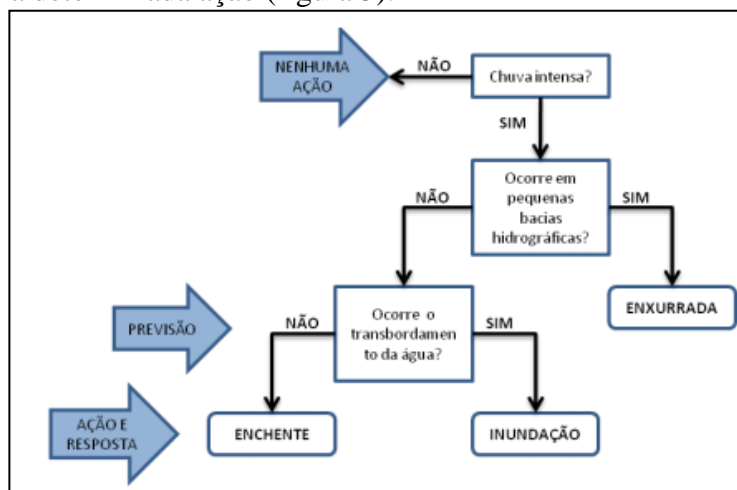 NÃO
NENHUMA
AÇÃO
Chuva intensa?
SIM
NÃO
Ocorre em
pequenas
bacias
hidrográficas?
SIM
ENXURRADA
PREVISÃO
NÃO
Ocorre o
transbordamen
to da água?
SIM
AÇÃO E
RESPOSTA
ENCHENTE
INUNDAÇÃO